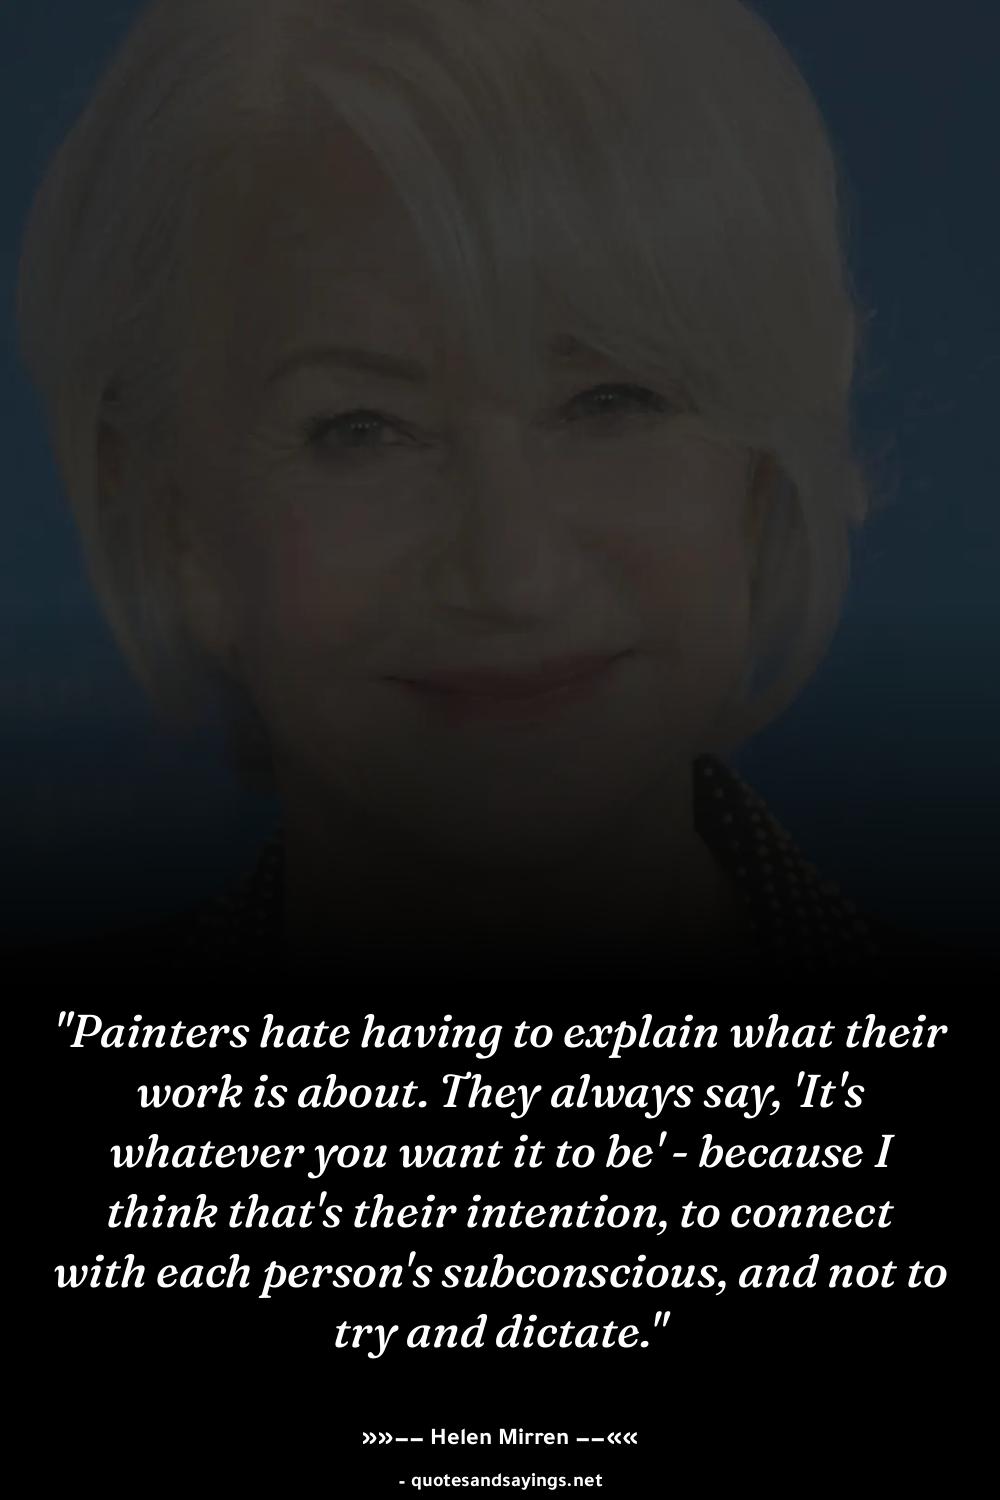 "Painters hate having to explain what their
work is about. They always say, 'It's
whatever you want it to be' - because I
think that's their intention, to connect
with each person's subconscious, and not to
try and dictate."
»»—— Helen Mirren ——««
- quotesandsayings.net